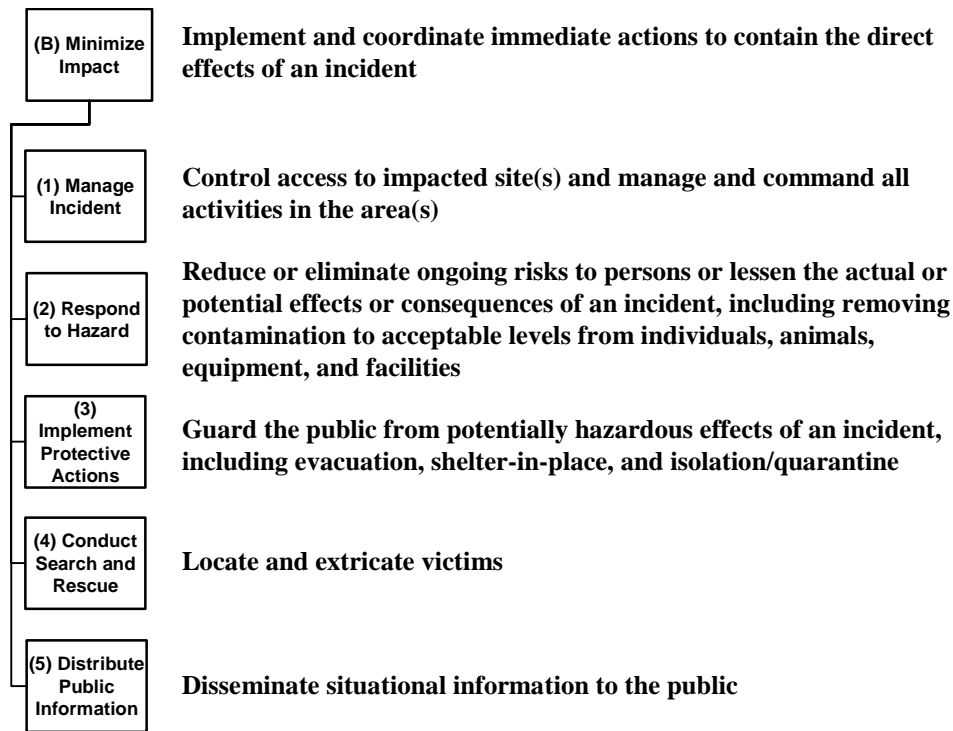 (B) Minimize
Impact
Implement and coordinate immediate actions to contain the direct
effects of an incident
(1) Manage
Incident
Control access to impacted site(s) and manage and command all
activities in the area(s)
(2) Respond
to Hazard
Reduce or eliminate ongoing risks to persons or lessen the actual or
potential effects or consequences of an incident, including removing
contamination to acceptable levels from individuals, animals,
equipment, and facilities
(3)
Implement
Protective
Actions
Guard the public from potentially hazardous effects of an incident,
including evacuation, shelter-in-place, and isolation/quarantine
(4) Conduct
Search and
Rescue
Locate and extricate victims
(5) Distribute
Public
Information
Disseminate situational information to the public